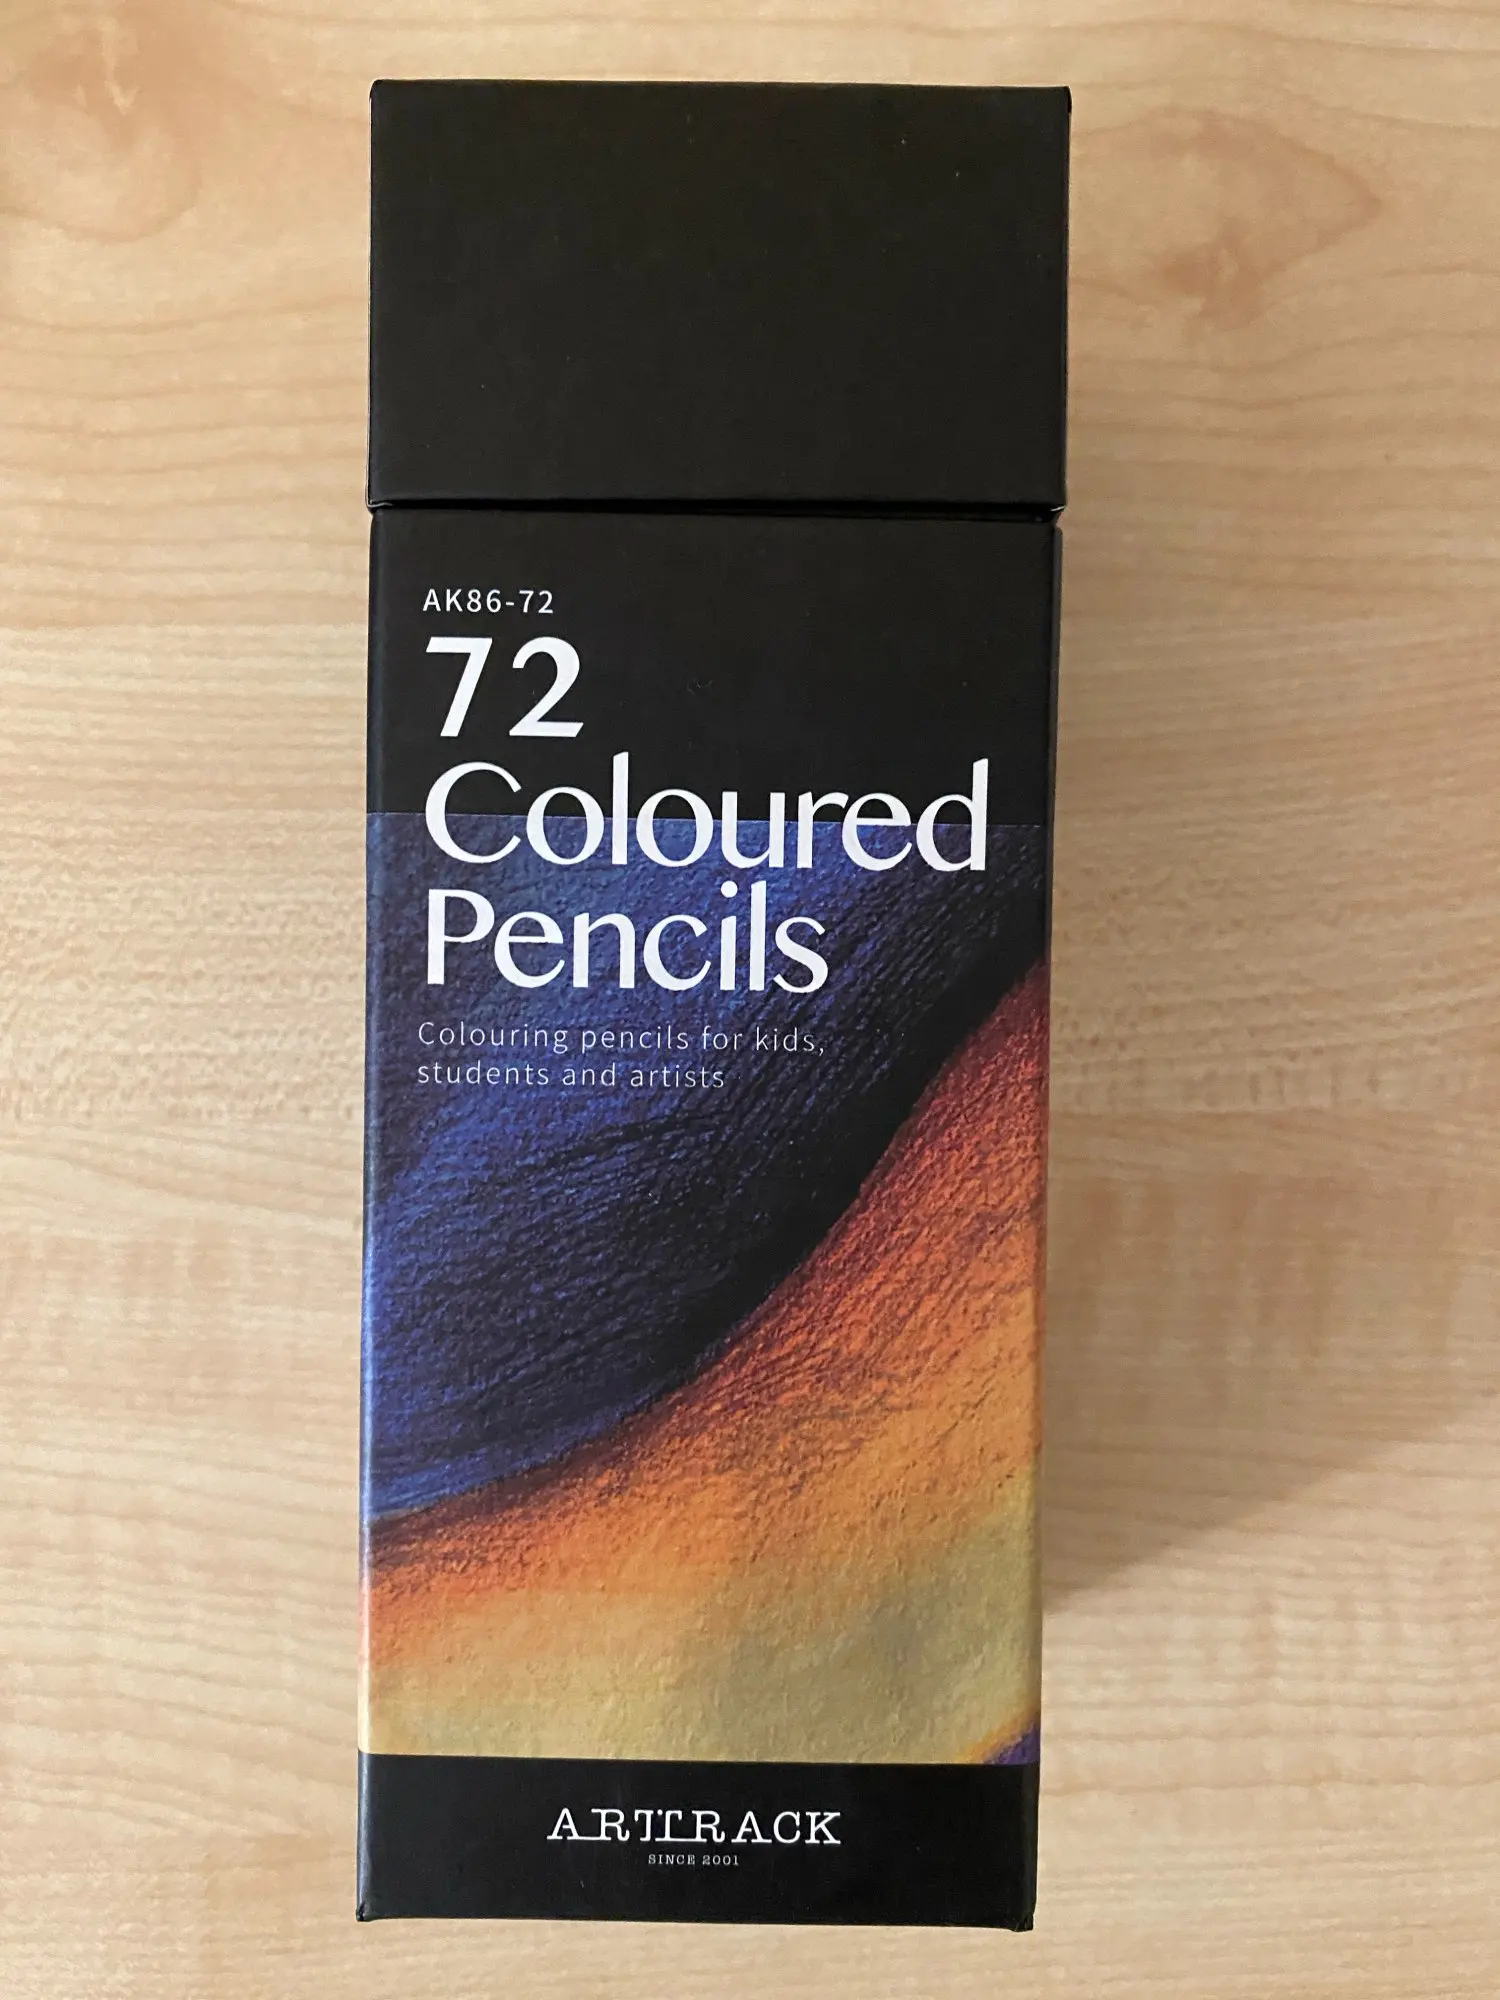 AK86-72
72
Coloured
Pencils
Colouring pencils for kids,
students and artists
ARTTRACK
SINCE 2001